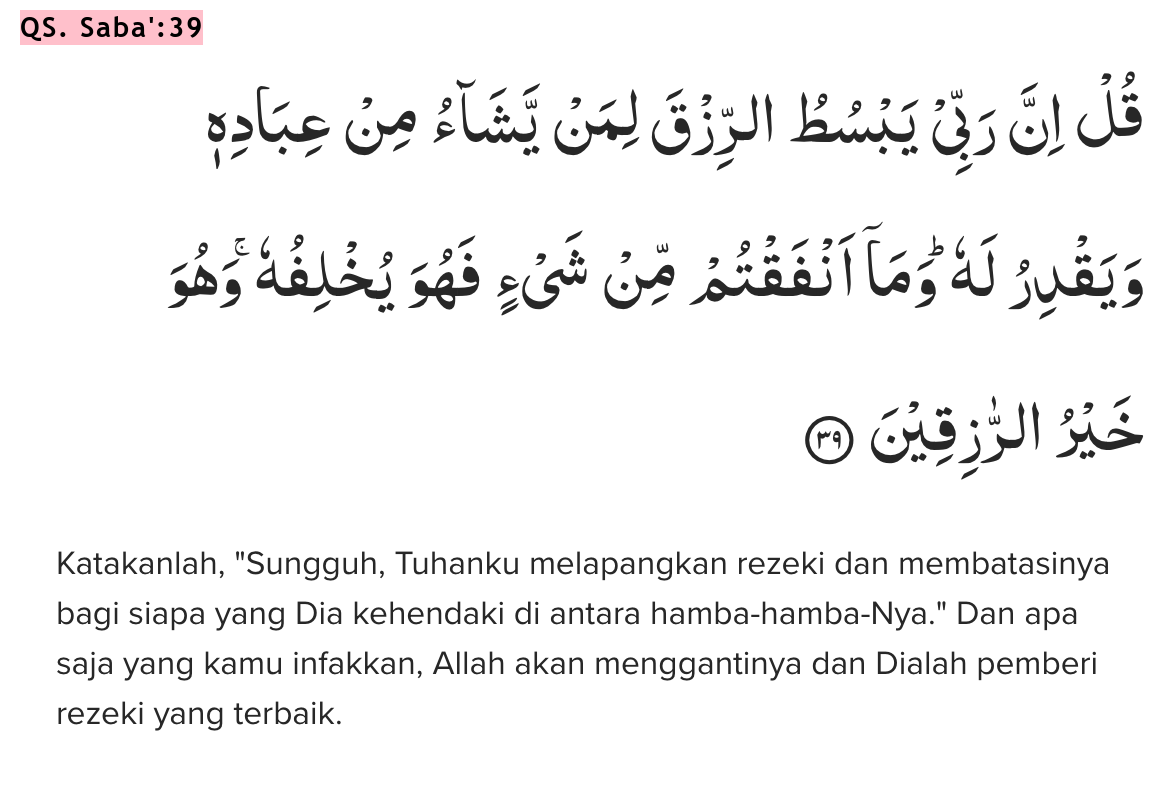 QS. Saba':39
قُلْ اِنَّ رَبِّيْ يَبْسُطُ الرِّزْقَ لِمَنْ يَّشَاۤءُ مِنْ عِبَادِهٖ
وَيَقْدِرُ لَهٗ ۗوَمَآ اَنْفَقْتُمْ مِّنْ شَيْءٍ فَهُوَ يُخْلِفُهٗ ۚوَهُوَ
خَيْرُ الرّٰزِقِيْنَ ٣٩
Katakanlah, "Sungguh, Tuhanku melapangkan rezeki dan membatasinya
bagi siapa yang Dia kehendaki di antara hamba-hamba-Nya." Dan apa
saja yang kamu infakkan, Allah akan menggantinya dan Dialah pemberi
rezeki yang terbaik.